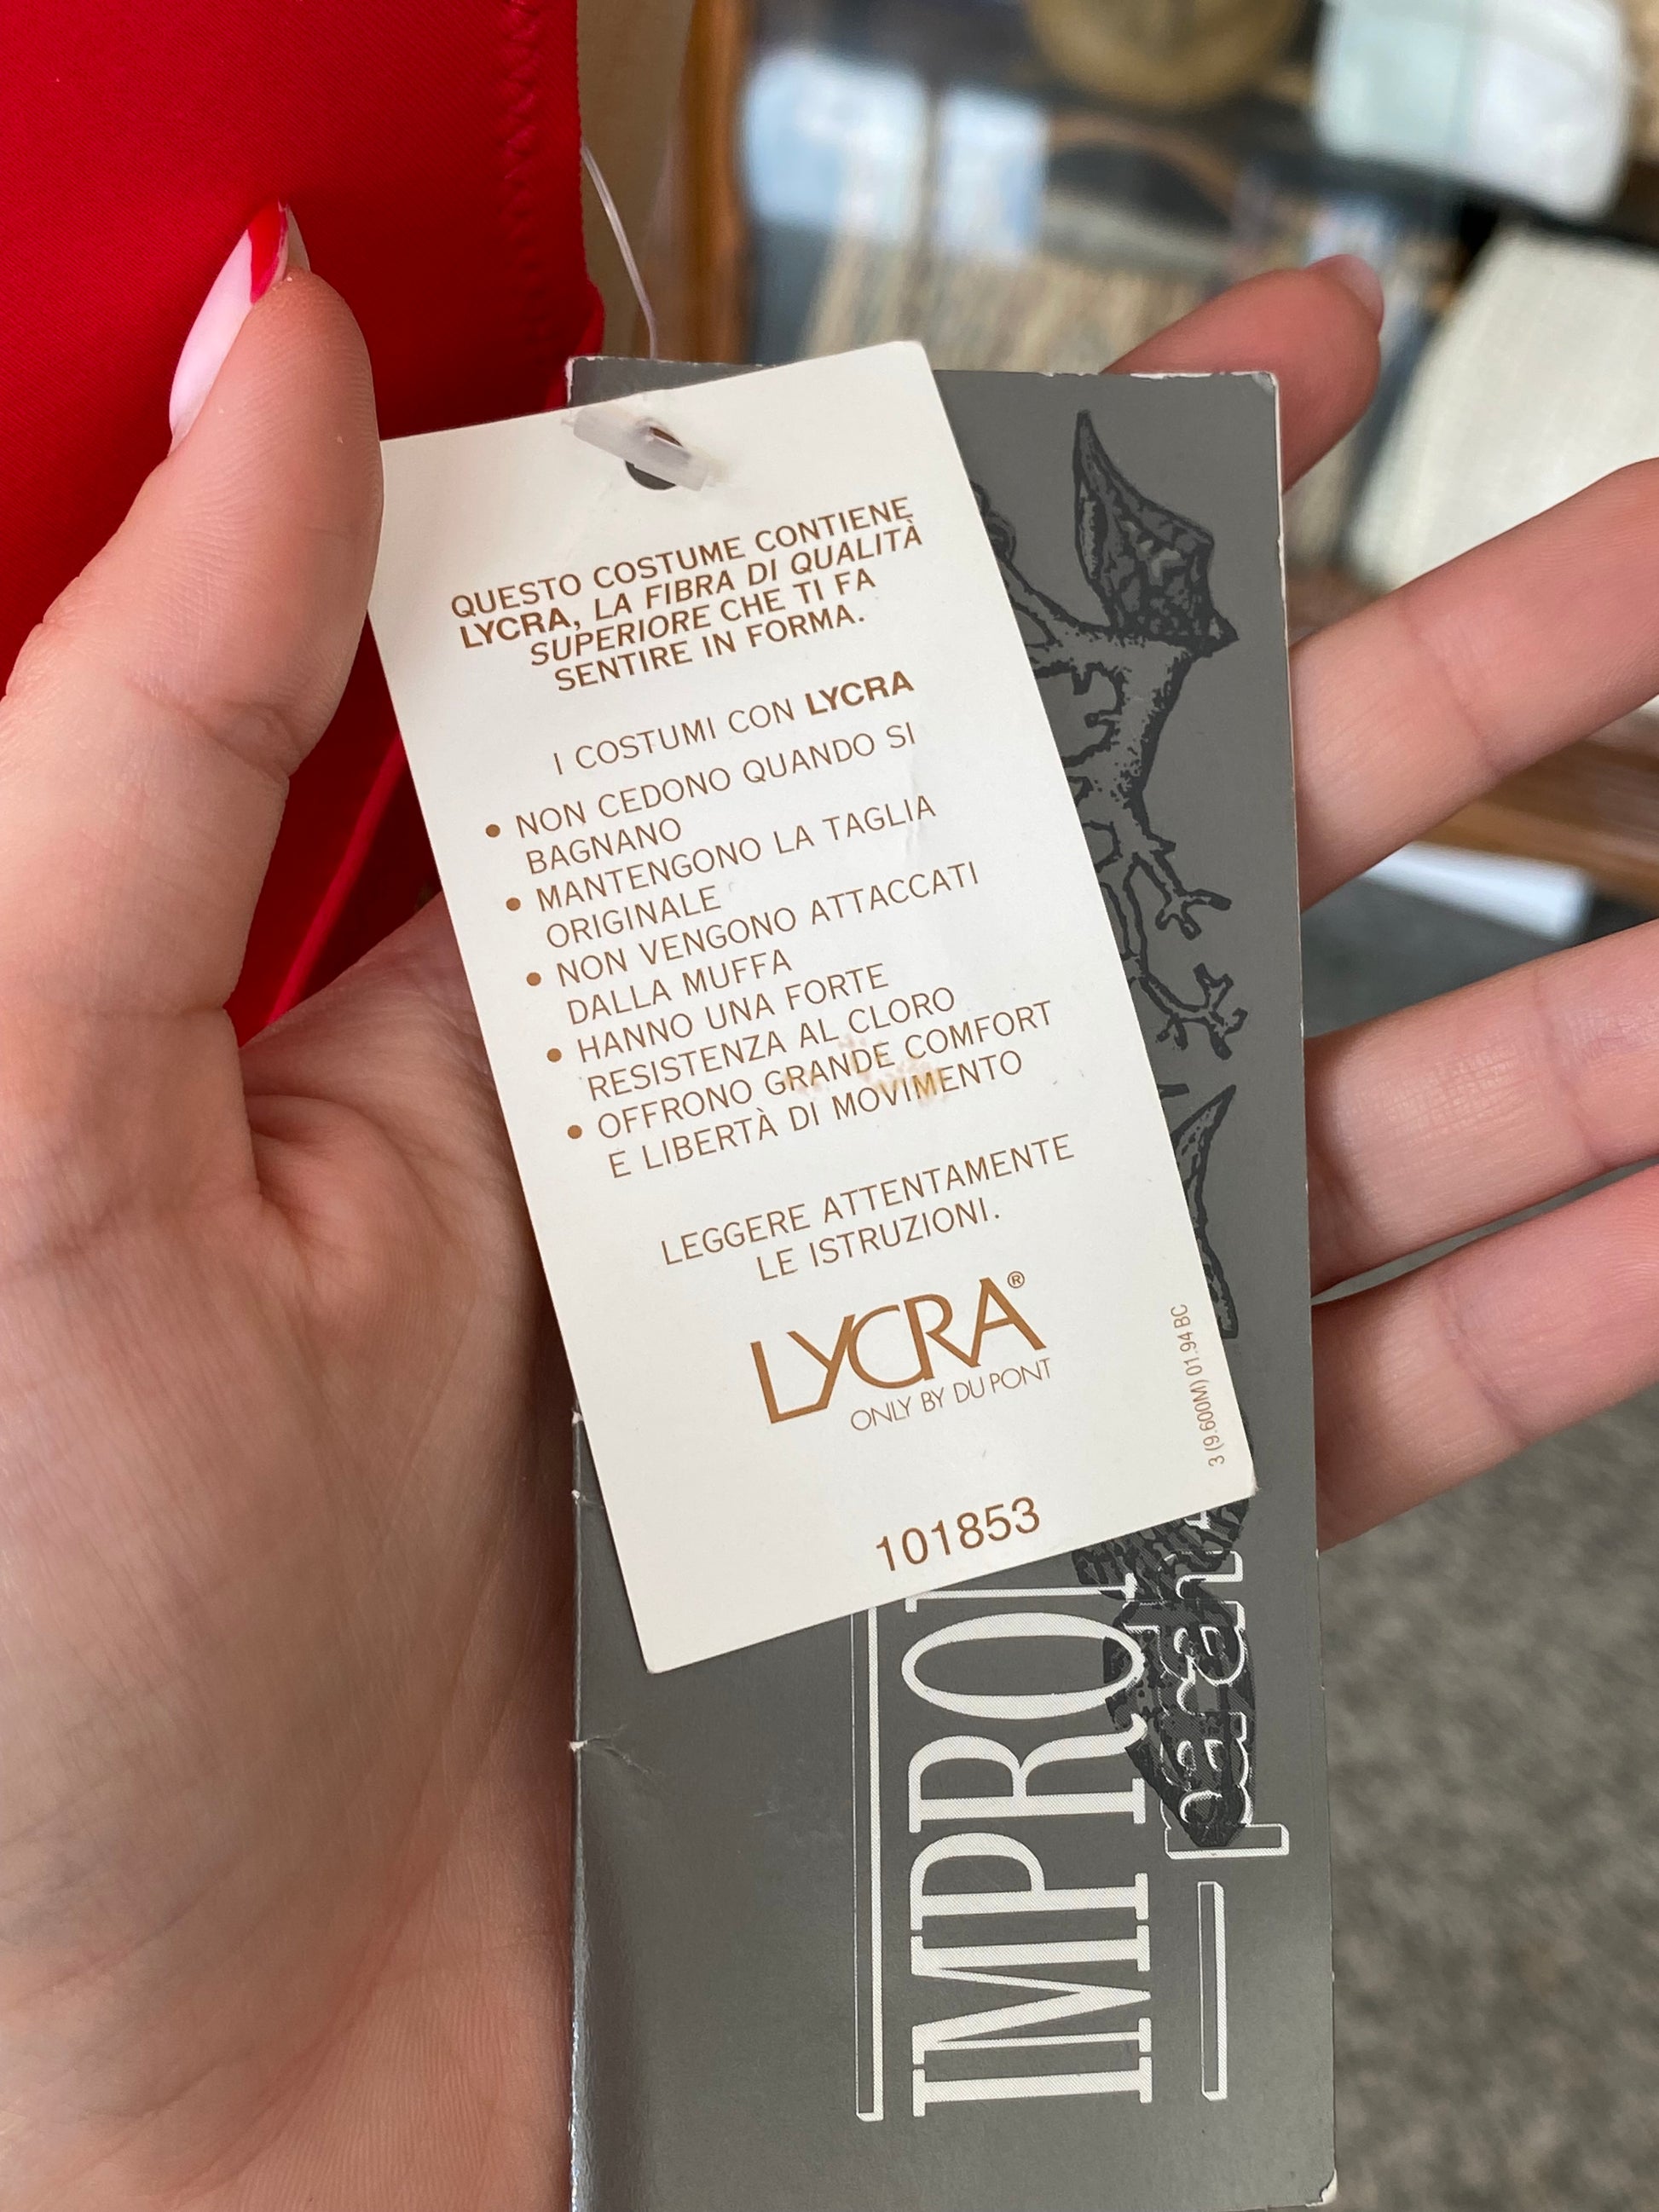 QUESTO COSTUME CONTIENE
LYCRA, LA FIBRA DI QUALITÀ
SUPERIORE CHE TI FA
SENTIRE IN FORMA.
I COSTUMI CON LYCRA
• NON CEDONO QUANDO SI
BAGNANO
• MANTENGONO LA TAGLIA
ORIGINALE
• NON VENGONO ATTACCATI
DALLA MUFFA
• HANNO UNA FORTE
RESISTENZA AL CLORO
• OFFRONO GRANDE COMFORT
E LIBERTÀ DI MOVIMENTO
LEGGERE ATTENTAMENTE
LE ISTRUZIONI.
LYCRA®
ONLY BY DU PONT
3 (9.600M) 01.94 BC
101853